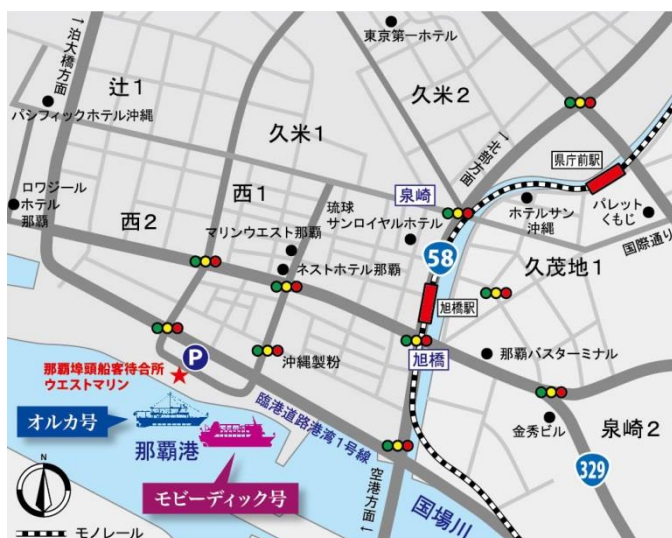 ↑泊大橋方面
東京第一ホテル
辻1
久米2
パシフィックホテル沖縄
久米1
↑北部方面
県庁前駅
ロワジール
ホテル
那覇
西1
泉崎
西2
琉球
サンロイヤルホテル
マリンウエスト那覇
ホテルサン
沖縄
パレット
くもじ
国際通り
58
ネストホテル那覇
久茂地1
旭橋駅
P
沖縄製粉
旭橋
那覇バスターミナル
那覇埠頭船客待合所
ウエストマリン
オルカ号
那覇港
臨港道路港湾1号線
金秀ビル
泉崎2
モビーディック号
空港方面↓
国場川
329
N
モノレール